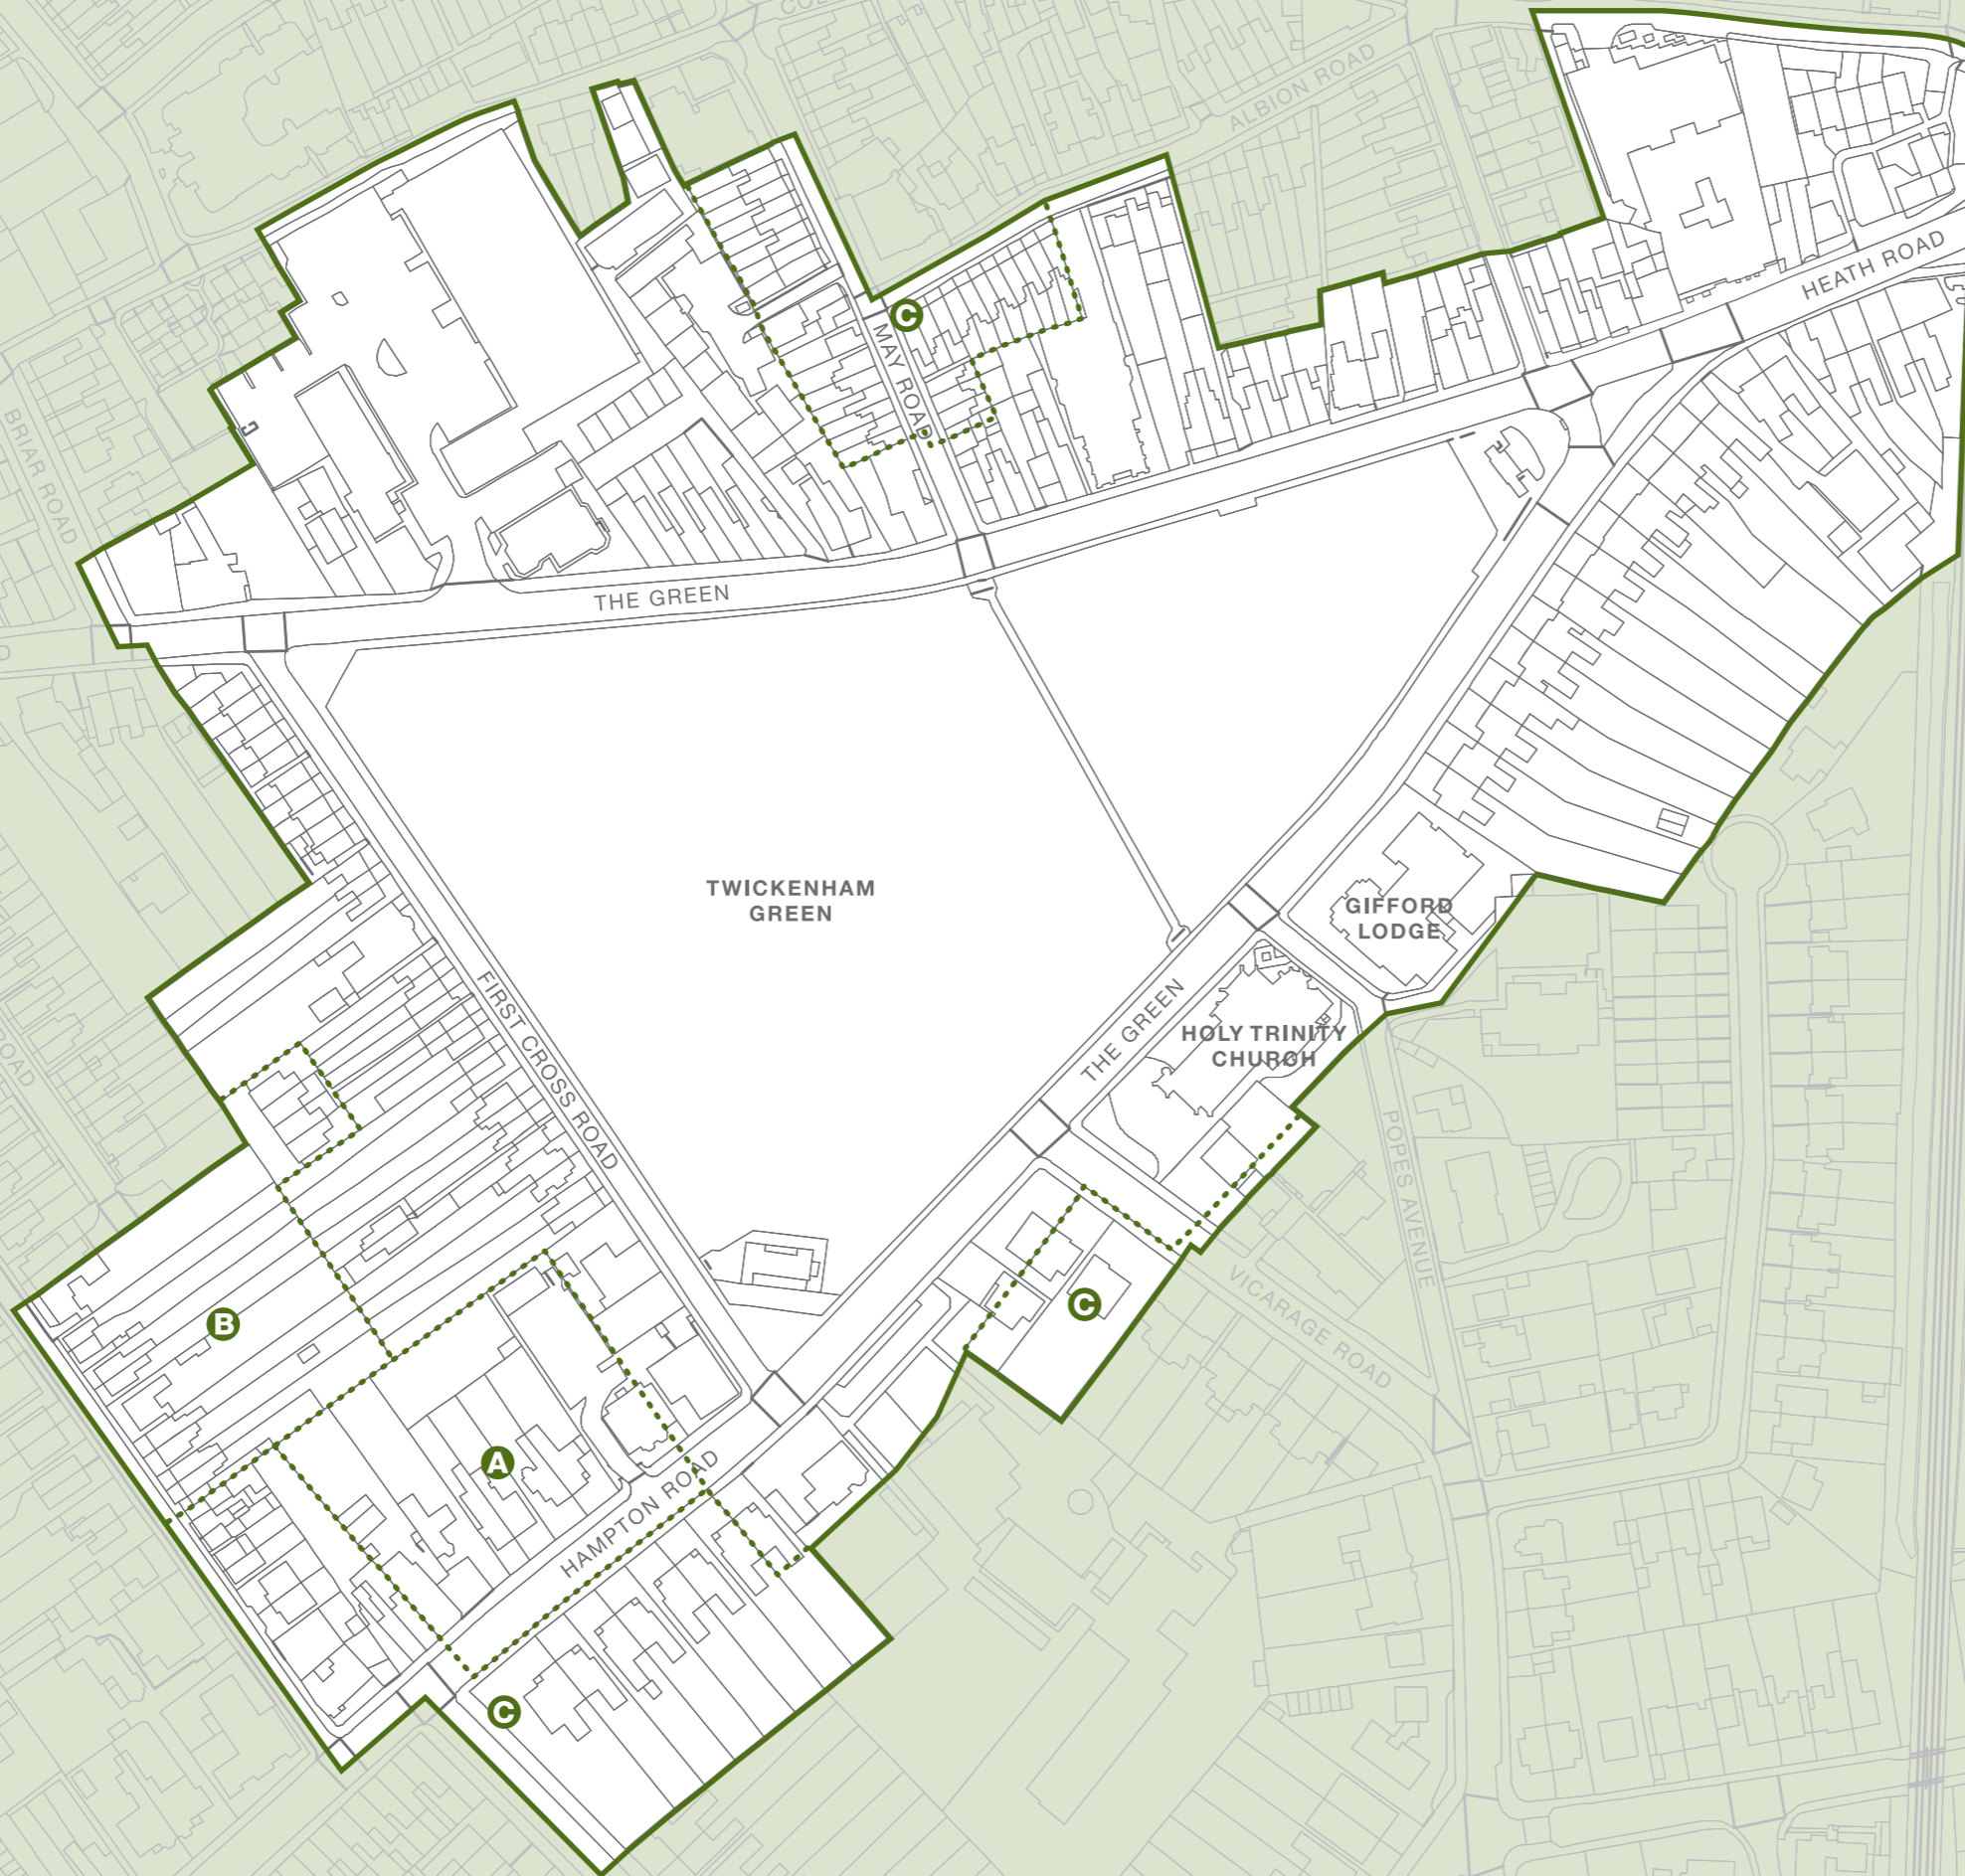 ALBION ROAD
HEATH ROAD
C
MAY ROAD
BRIAR ROAD
THE GREEN
TWICKENHAM
GREEN
GIFFORD
LODGE
FIRST CROSS ROAD
THE GREEN
HOLY TRINITY
CHURCH
ROAD
POPES AVENUE
C
VICARAGE ROAD
B
A
HAMPTON ROAD
C